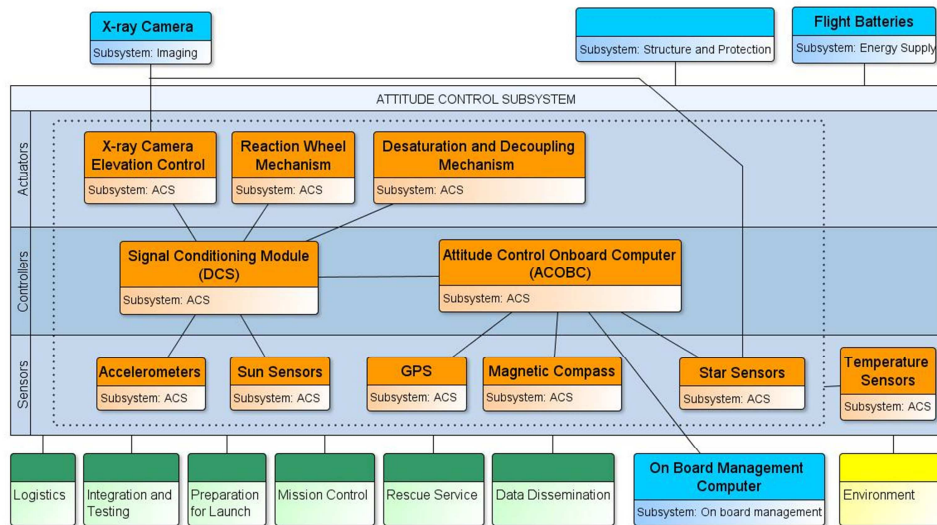 X-ray Camera
Subsystem: Imaging
Subsystem: Structure and Protection
Flight Batteries
Subsystem: Energy Supply
ATTITUDE CONTROL SUBSYSTEM
Actuators
X-ray Camera
Elevation Control
Subsystem: ACS
Reaction Wheel
Mechanism
Subsystem: ACS
Desaturation and Decoupling
Mechanism
Subsystem: ACS
Controllers
Signal Conditioning Module
(DCS)
Subsystem: ACS
Attitude Control Onboard Computer
(ACOBC)
Subsystem: ACS
Sensors
Accelerometers
Subsystem: ACS
Sun Sensors
Subsystem: ACS
GPS
Subsystem: ACS
Magnetic Compass
Subsystem: ACS
Star Sensors
Subsystem: ACS
Temperature
Sensors
Subsystem: ACS
Logistics
Integration and
Testing
Preparation
for Launch
Mission Control
Rescue Service
Data Dissemination
On Board Management
Computer
Subsystem: On board management
Environment